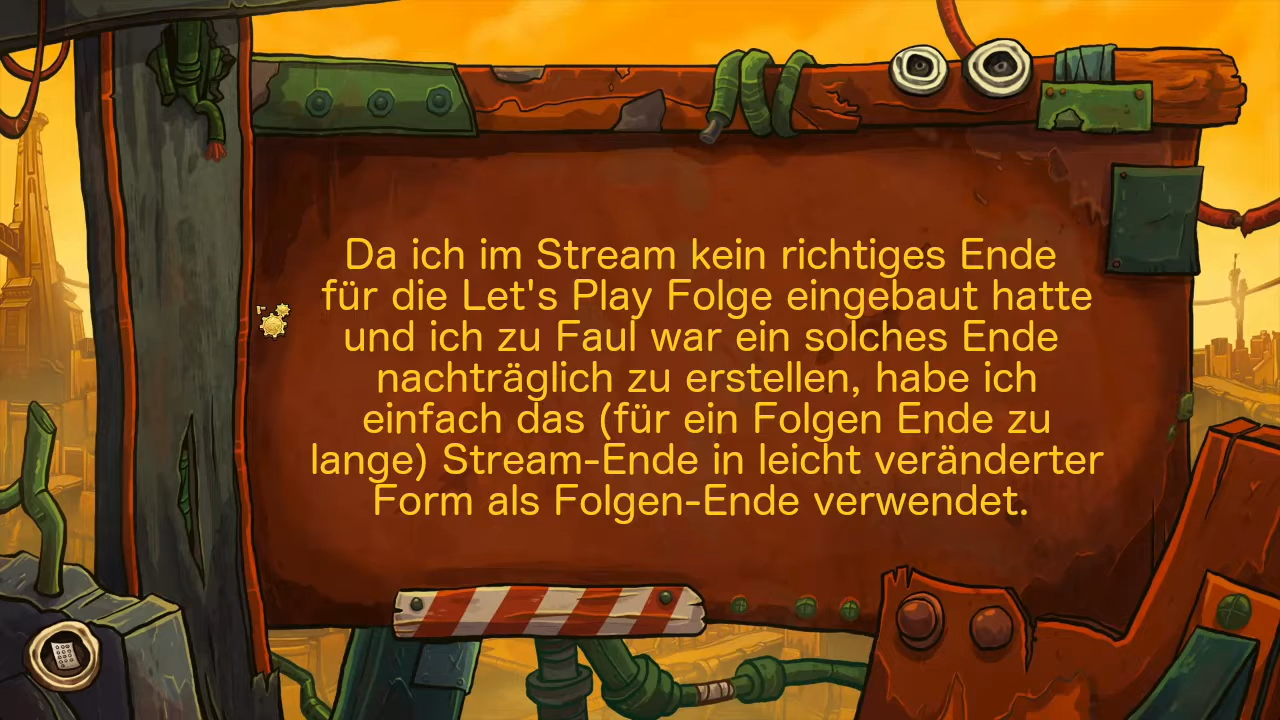 Da ich im Stream kein richtiges Ende
für die Let's Play Folge eingebaut hatte
und ich zu Faul war ein solches Ende
nachträglich zu erstellen, habe ich
einfach das (für ein Folgen Ende zu
lange) Stream-Ende in leicht veränderter
Form als Folgen-Ende verwendet.